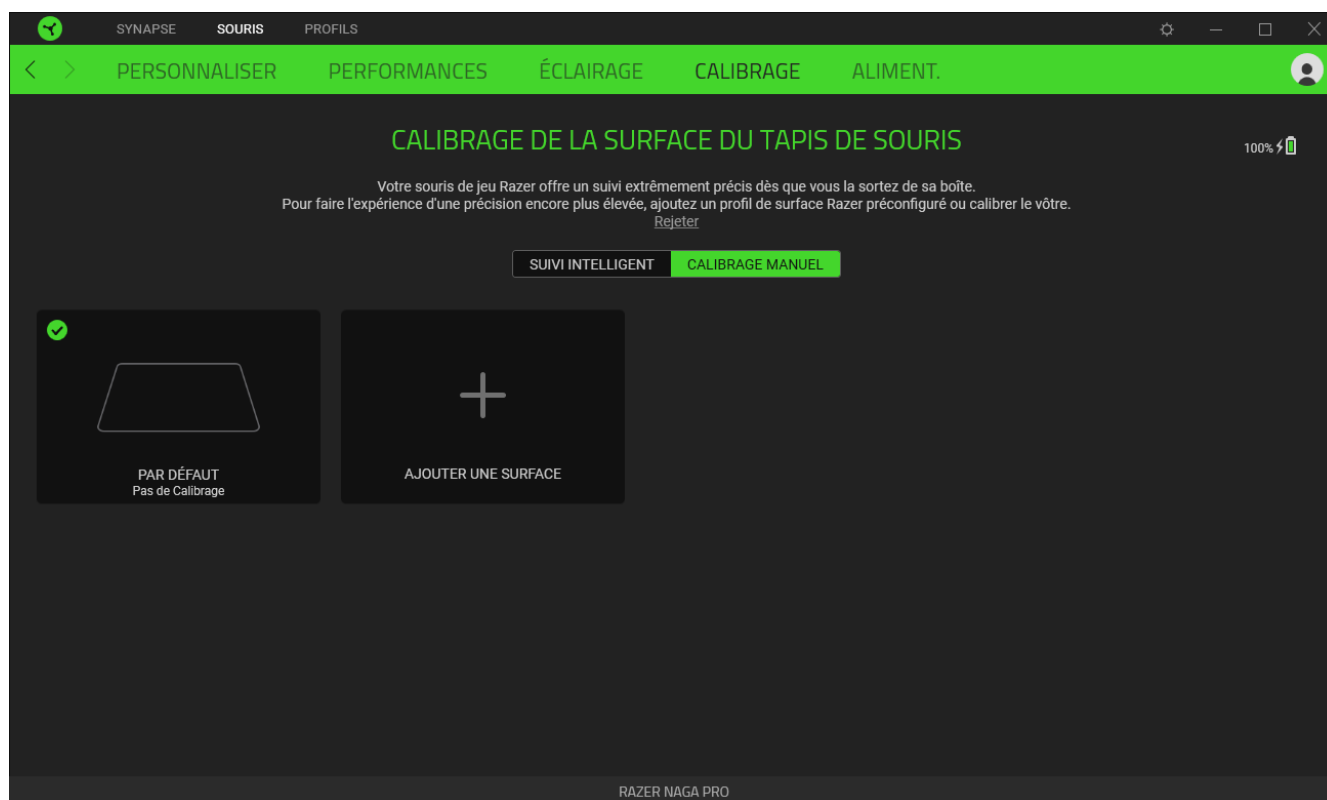 SYNAPSE SOURIS PROFILS
PERSONNALISER PERFORMANCES ÉCLAIRAGE CALIBRAGE ALIMENT.
CALIBRAGE DE LA SURFACE DU TAPIS DE SOURIS
100%
Votre souris de jeu Razer offre un suivi extrêmement précis dès que vous la sortez de sa boîte.
Pour faire l'expérience d'une précision encore plus élevée, ajoutez un profil de surface Razer préconfiguré ou calibrer le vôtre.
Rejeter
SUIVI INTELLIGENT CALIBRAGE MANUEL
PAR DÉFAUT
Pas de Calibrage
AJOUTER UNE SURFACE
RAZER NAGA PRO